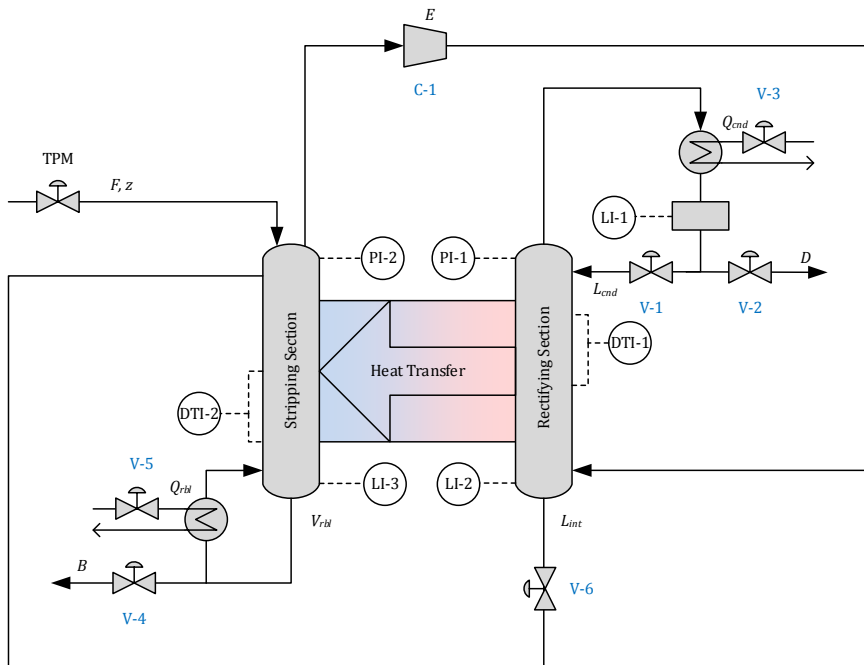 E
C-1
V-3
Q_cnd
TPM
F, z
LI-1
PI-2
PI-1
D
L_cnd
V-1
V-2
Stripping Section
Heat Transfer
Rectifying Section
DTI-1
DTI-2
V-5
Q_rbl
LI-3
LI-2
V_rbl
L_int
B
V-4
V-6